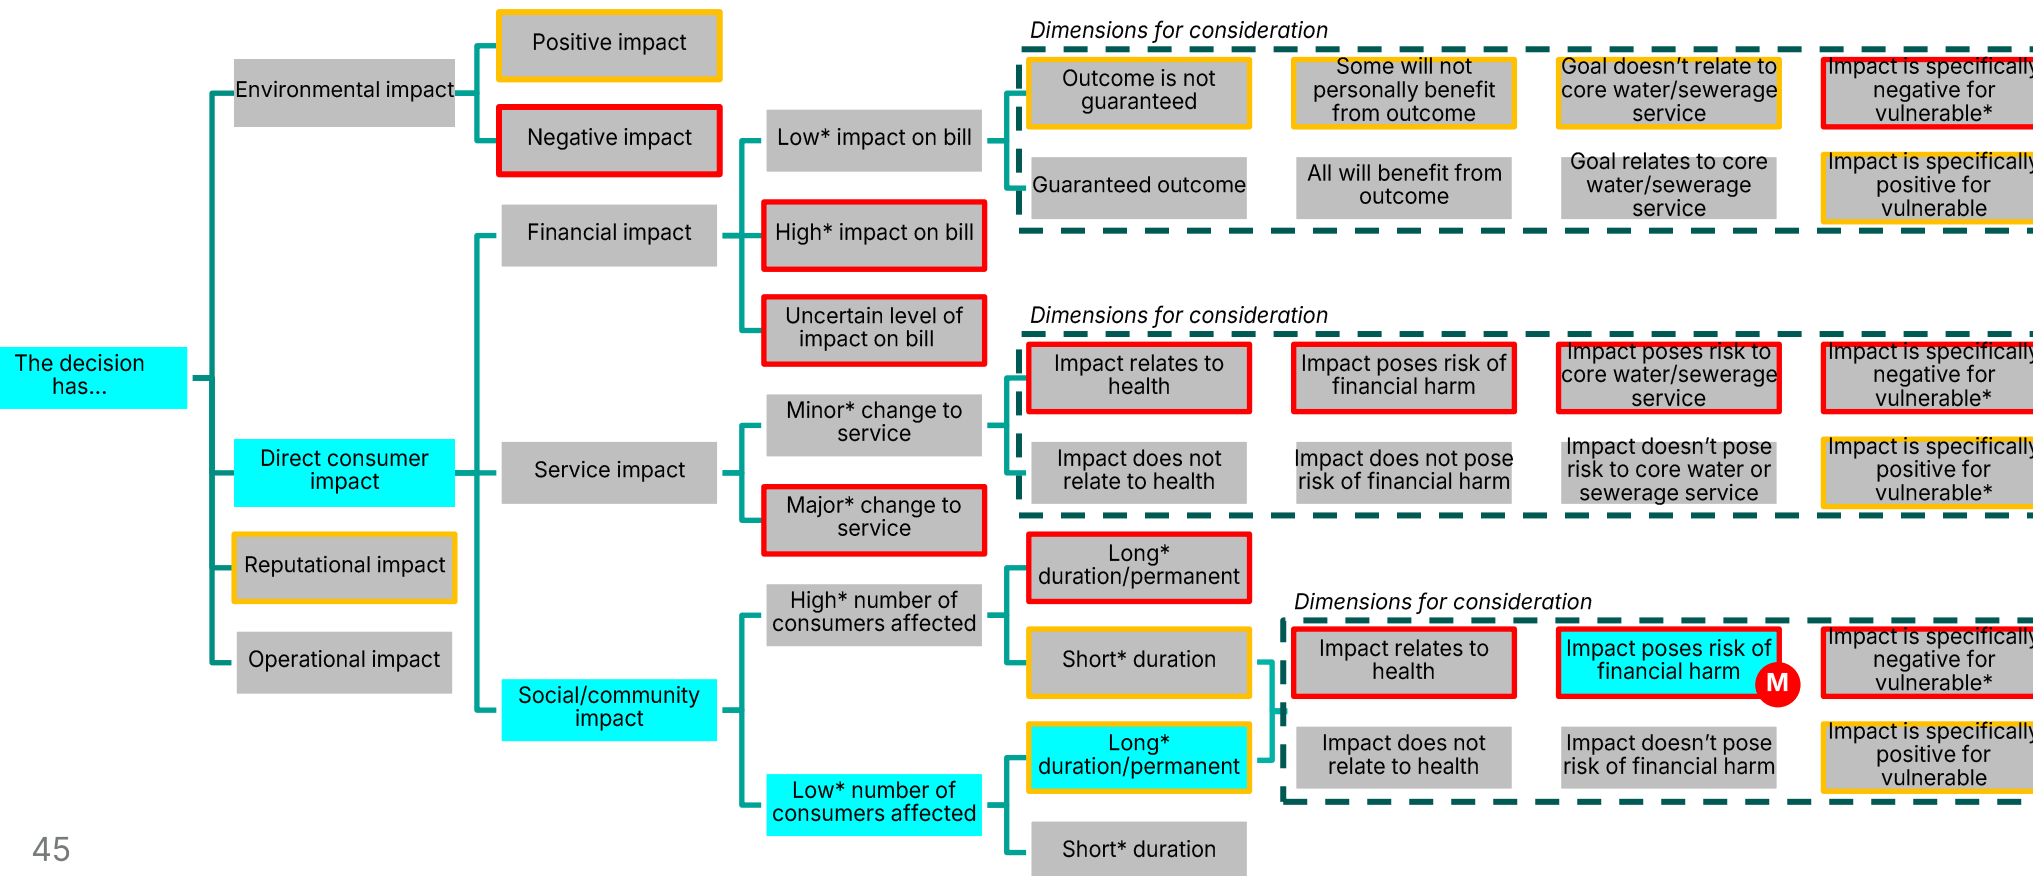 Positive impact
Environmental impact
Negative impact
Financial impact
The decision
has...
Direct consumer
impact
Service impact
Reputational impact
Operational impact
Social/community
impact
Low* impact on bill
High* impact on bill
Uncertain level of
impact on bill
Minor* change to
service
Major* change to
service
High* number of
consumers affected
Low* number of
consumers affected
Dimensions for consideration
Outcome is not
guaranteed
Some will not
personally benefit
from outcome
Goal doesn't relate to
core water/sewerage
service
Impact is specifically
negative for
vulnerable*
Guaranteed outcome
All will benefit from
outcome
Goal relates to core
water/sewerage
service
Impact is specifically
positive for
vulnerable
Dimensions for consideration
Impact relates to
health
Impact poses risk of
financial harm
Impact poses risk to
core water/sewerage
service
Impact is specifically
negative for
vulnerable*
Impact does not
relate to health
Impact does not pose
risk of financial harm
Impact doesn't pose
risk to core water or
sewerage service
Impact is specifically
positive for
vulnerable*
Long*
duration/permanent
Short* duration
Long*
duration/permanent
Short* duration
Dimensions for consideration
Impact relates to
health
Impact poses risk of
financial harm
M
Impact is specifically
negative for
vulnerable*
Impact does not
relate to health
Impact doesn't pose
risk of financial harm
Impact is specifically
positive for
vulnerable
45